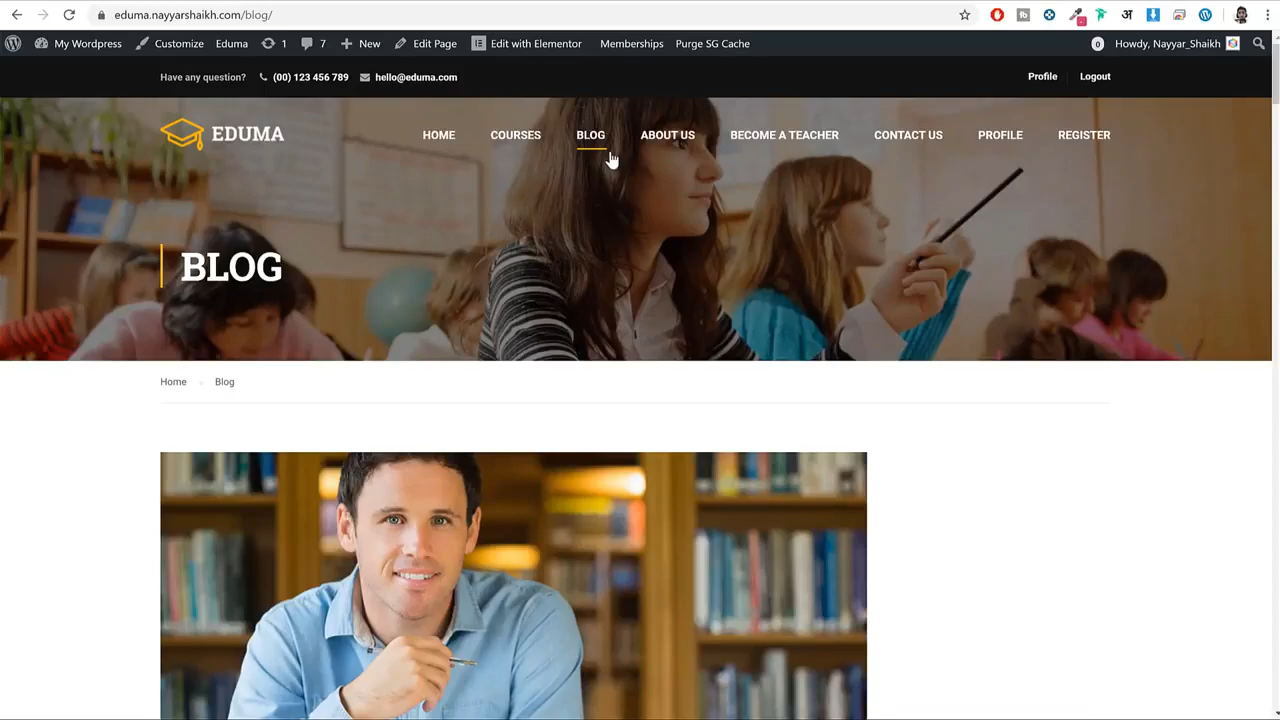 eduma.nayyarshaikh.com/blog/
My Wordpress Customize Eduma 1 7 New Edit Page Edit with Elementor Memberships Purge SG Cache 0 Howdy, Nayyar_Shaikh
Have any question? (00) 123 456 789 hello@eduma.com Profile Logout
EDUMA HOME COURSES BLOG ABOUT US BECOME A TEACHER CONTACT US PROFILE REGISTER
BLOG
Home Blog